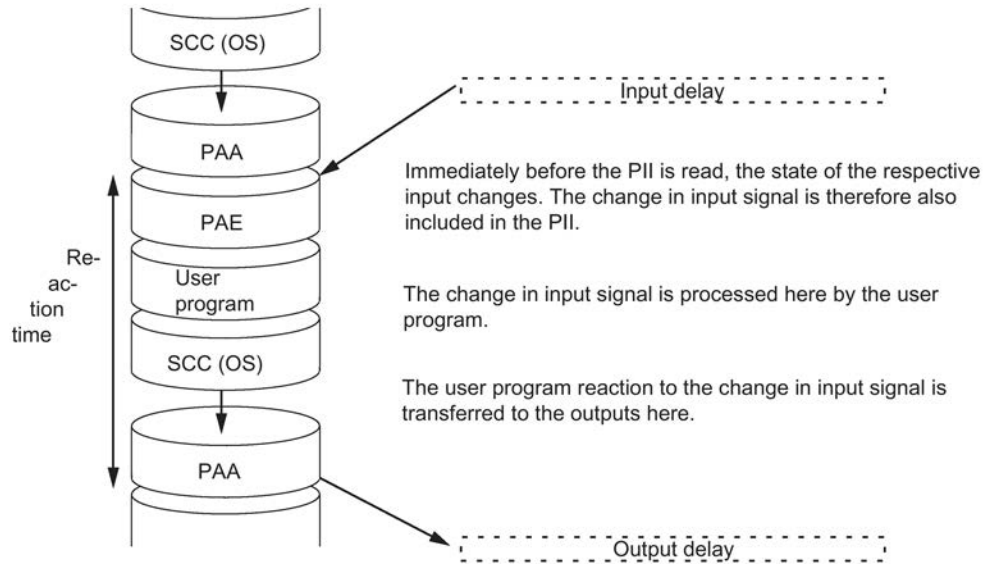 SCC (OS)
Input delay
PAA
Immediately before the PII is read, the state of the respective
input changes. The change in input signal is therefore also
included in the PII.
PAE
Re-
ac-
tion
time
User
program
The change in input signal is processed here by the user
program.
SCC (OS)
The user program reaction to the change in input signal is
transferred to the outputs here.
PAA
Output delay